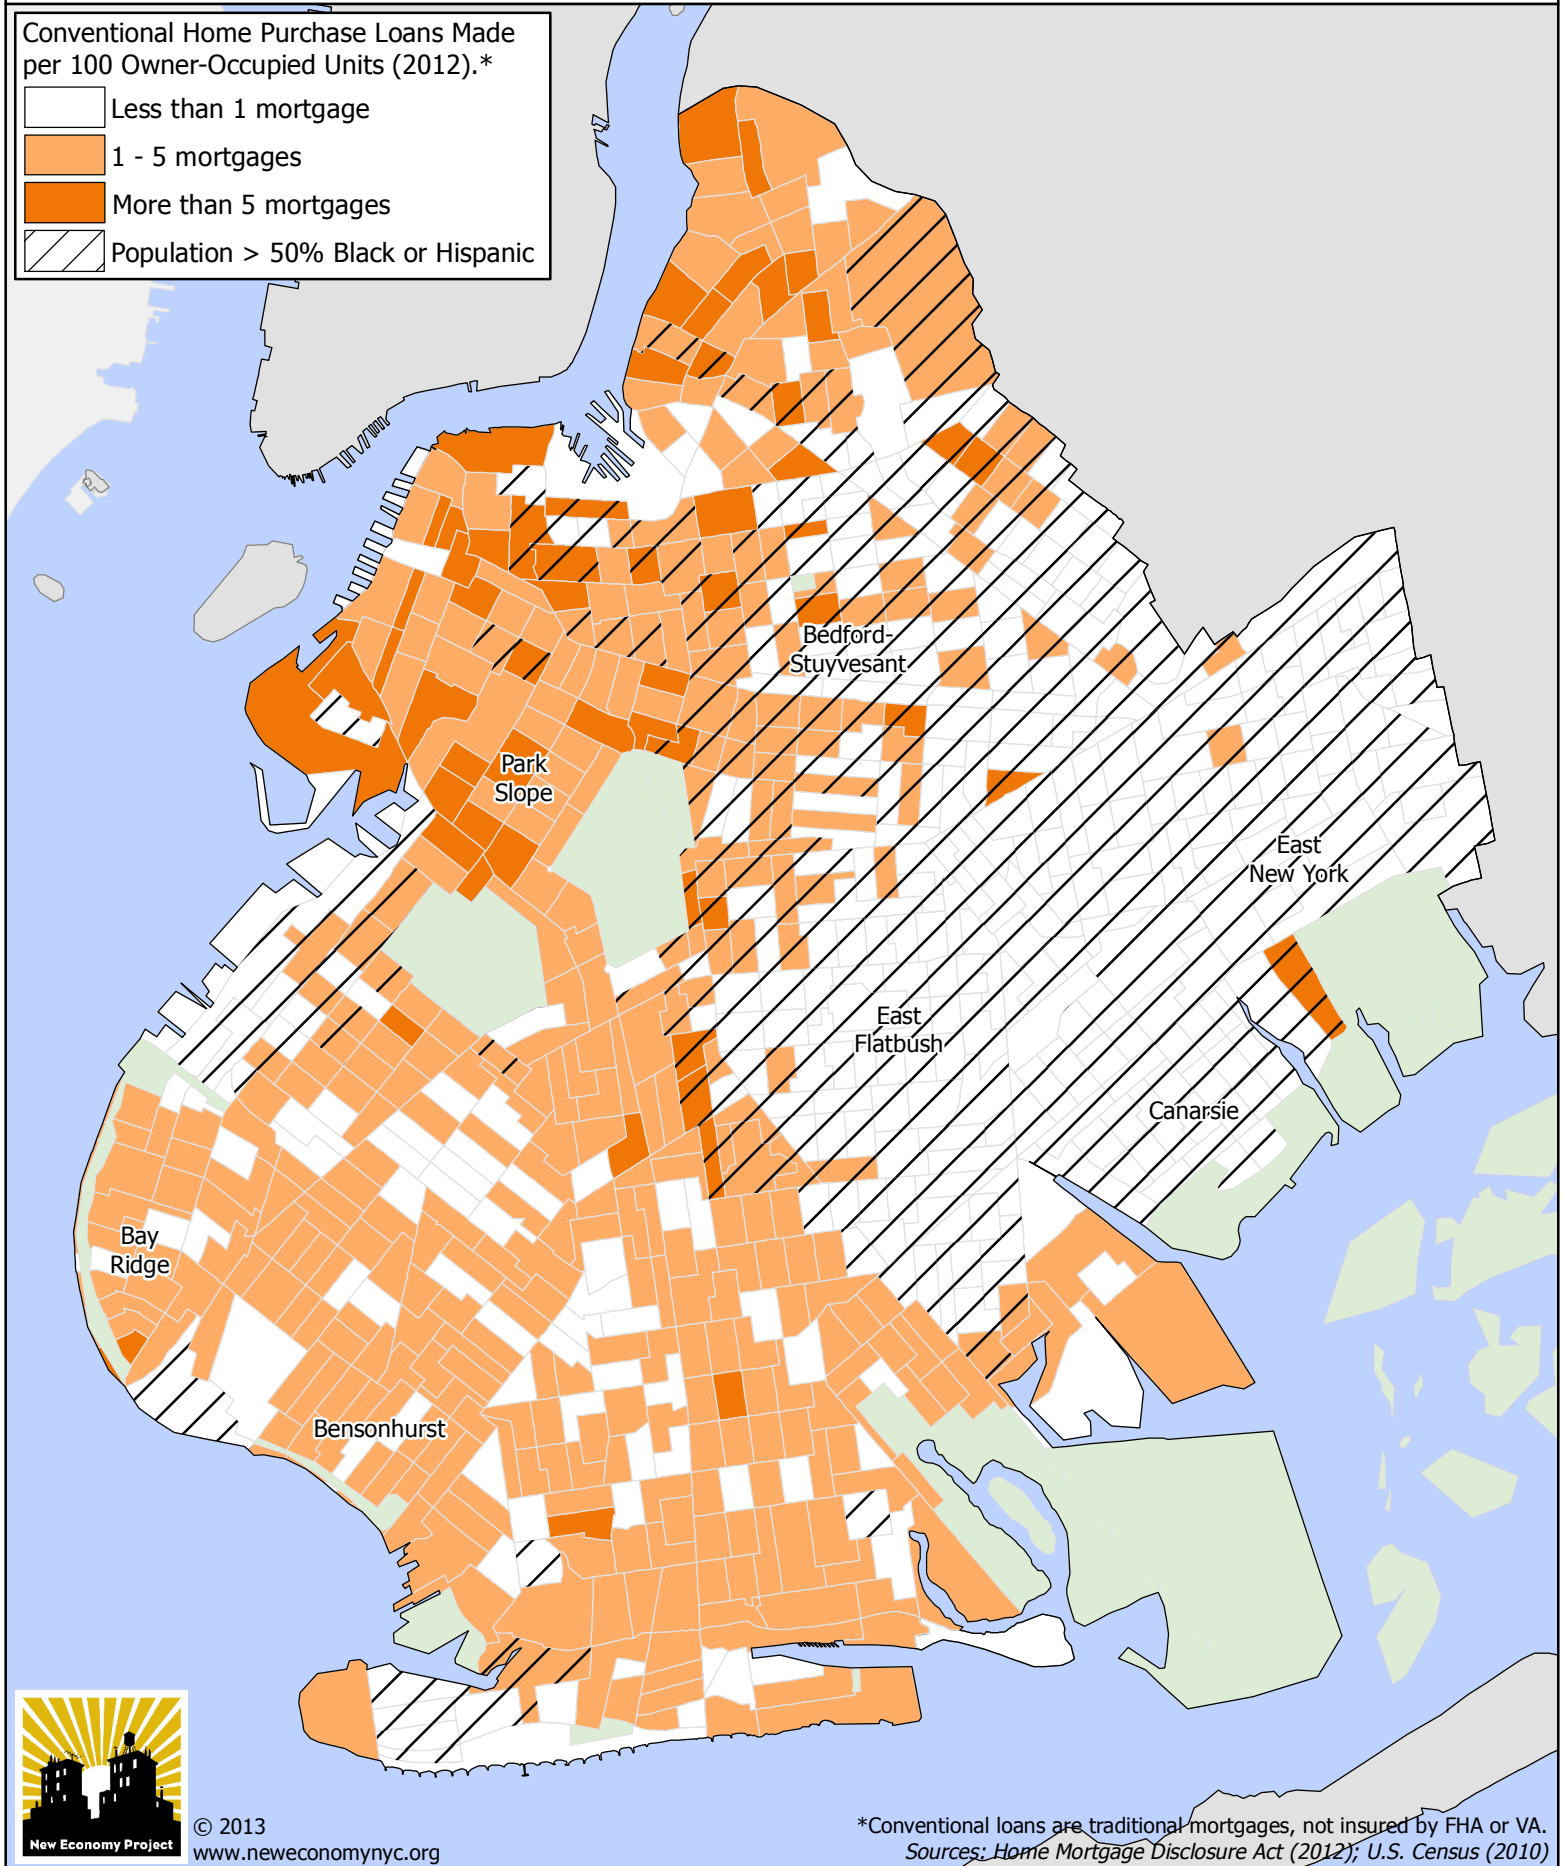 Conventional Home Purchase Loans Made
per 100 Owner-Occupied Units (2012).*
Less than 1 mortgage
1 - 5 mortgages
More than 5 mortgages
Population > 50% Black or Hispanic
Bedford-
Stuyvesant
Park
Slope
East
New York
East
Flatbush
Canarsie
Bay
Ridge
Bensonhurst
New Economy Project
© 2013
www.neweconomynyc.org
*Conventional loans are traditional mortgages, not insured by FHA or VA.
Sources: Home Mortgage Disclosure Act (2012); U.S. Census (2010)